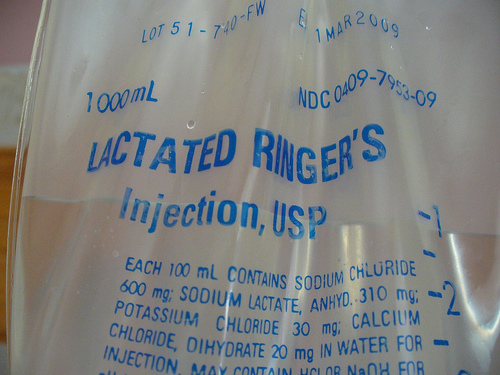 LOT 51-740-FW
E 1MAR2009
1000mL
NDC 0409-7953-09
LACTATED RINGER'S
Injection, USP
-1
EACH 100 mL CONTAINS SODIUM CHLORIDE
600 mg; SODIUM LACTATE, ANHYD. 310 mg;
-2
POTASSIUM CHLORIDE 30 mg; CALCIUM
CHLORIDE, DIHYDRATE 20 mg IN WATER FOR
INJECTION. MAY CONTAIN HCl OR NaOH FOR